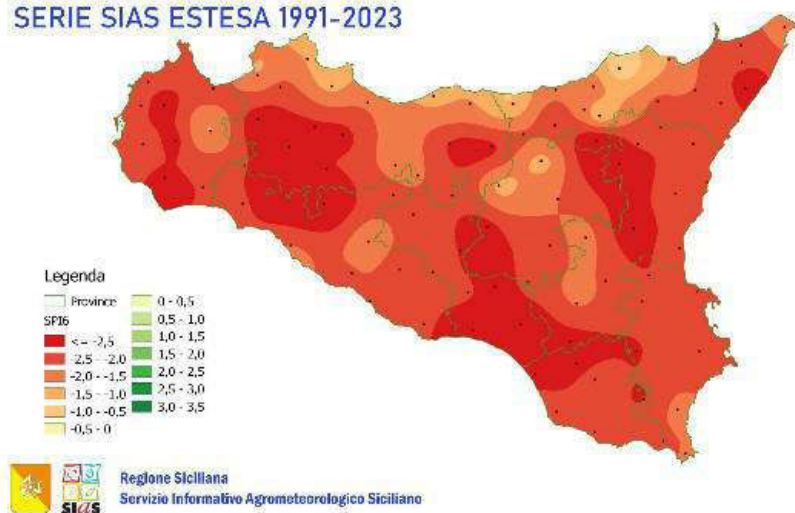 SERIE SIAS ESTESA 1991-2023
Legenda
Province
SPI6
<= -2,5
-2,5 - -2,0
-2,0 - -1,5
-1,5 - -1,0
-1,0 - -0,5
-0,5 - 0
0 - 0,5
0,5 - 1,0
1,0 - 1,5
1,5 - 2,0
2,0 - 2,5
2,5 - 3,0
3,0 - 3,5
SIAS
Regione Siciliana
Servizio Informativo Agrometeorologico Siciliano